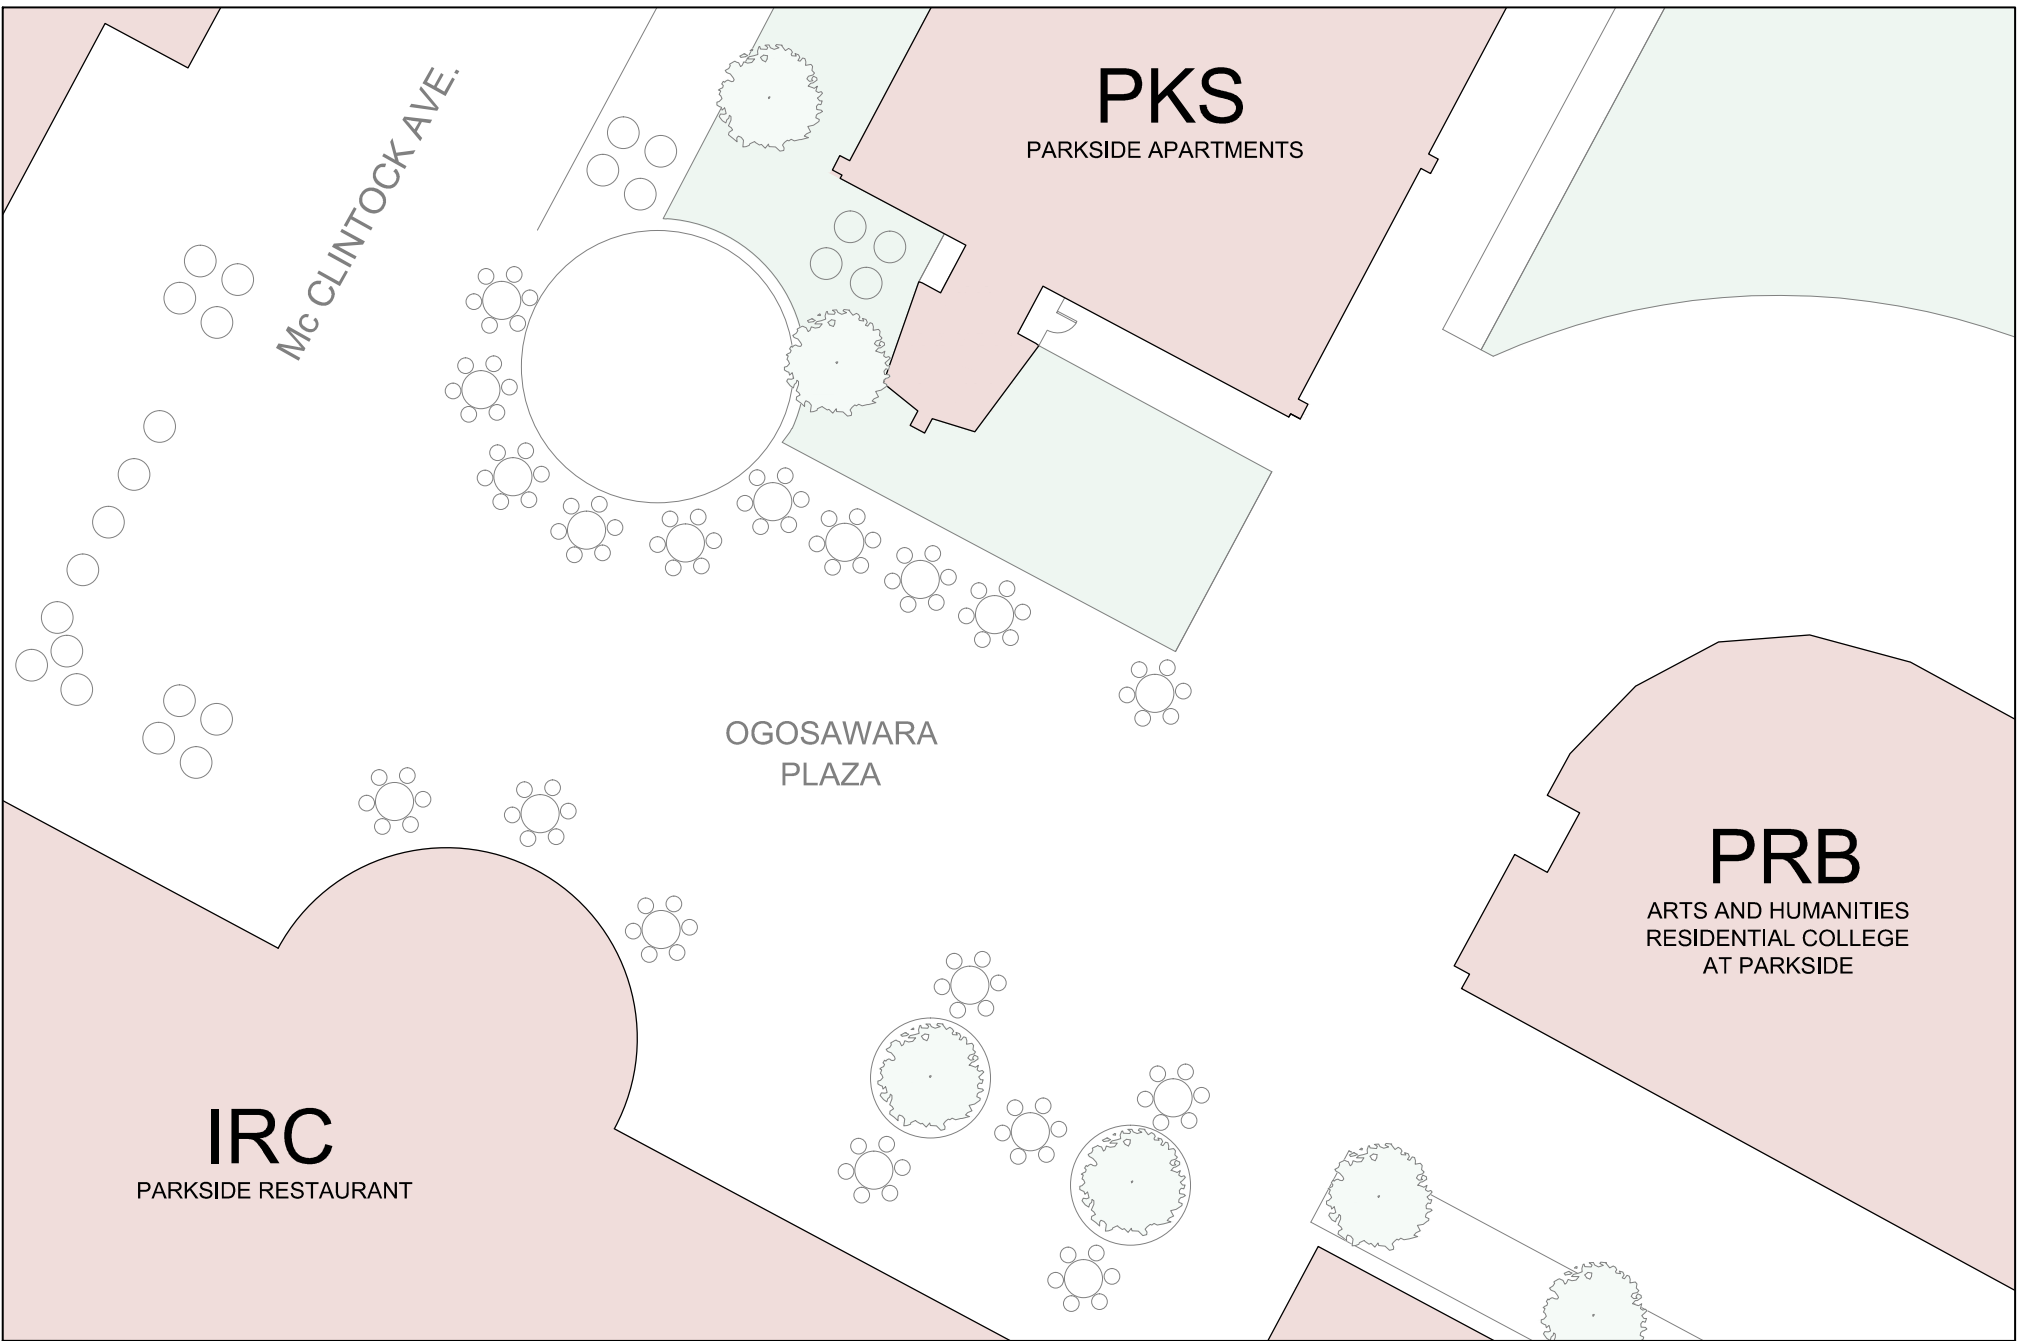 Mc CLINTOCK AVE.
PKS
PARKSIDE APARTMENTS
OGOSAWARA
PLAZA
PRB
ARTS AND HUMANITIES
RESIDENTIAL COLLEGE
AT PARKSIDE
IRC
PARKSIDE RESTAURANT